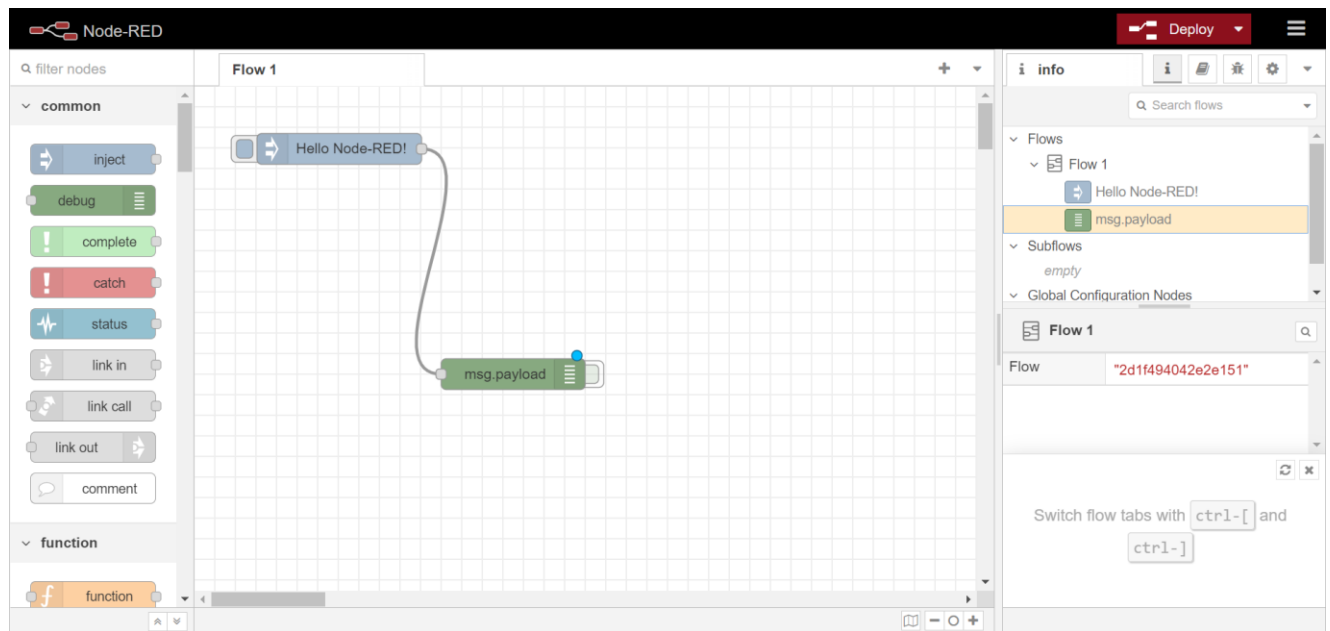 Node-RED
Deploy
filter nodes
common
inject
debug
complete
catch
status
link in
link call
link out
comment
function
function
Flow 1
Hello Node-RED!
msg.payload
i info
i
Search flows
Flows
Flow 1
Hello Node-RED!
msg.payload
Subflows
empty
Global Configuration Nodes
Flow 1
Flow "2d1f494042e2e151"
Switch flow tabs with ctrl-[ and
ctrl-]